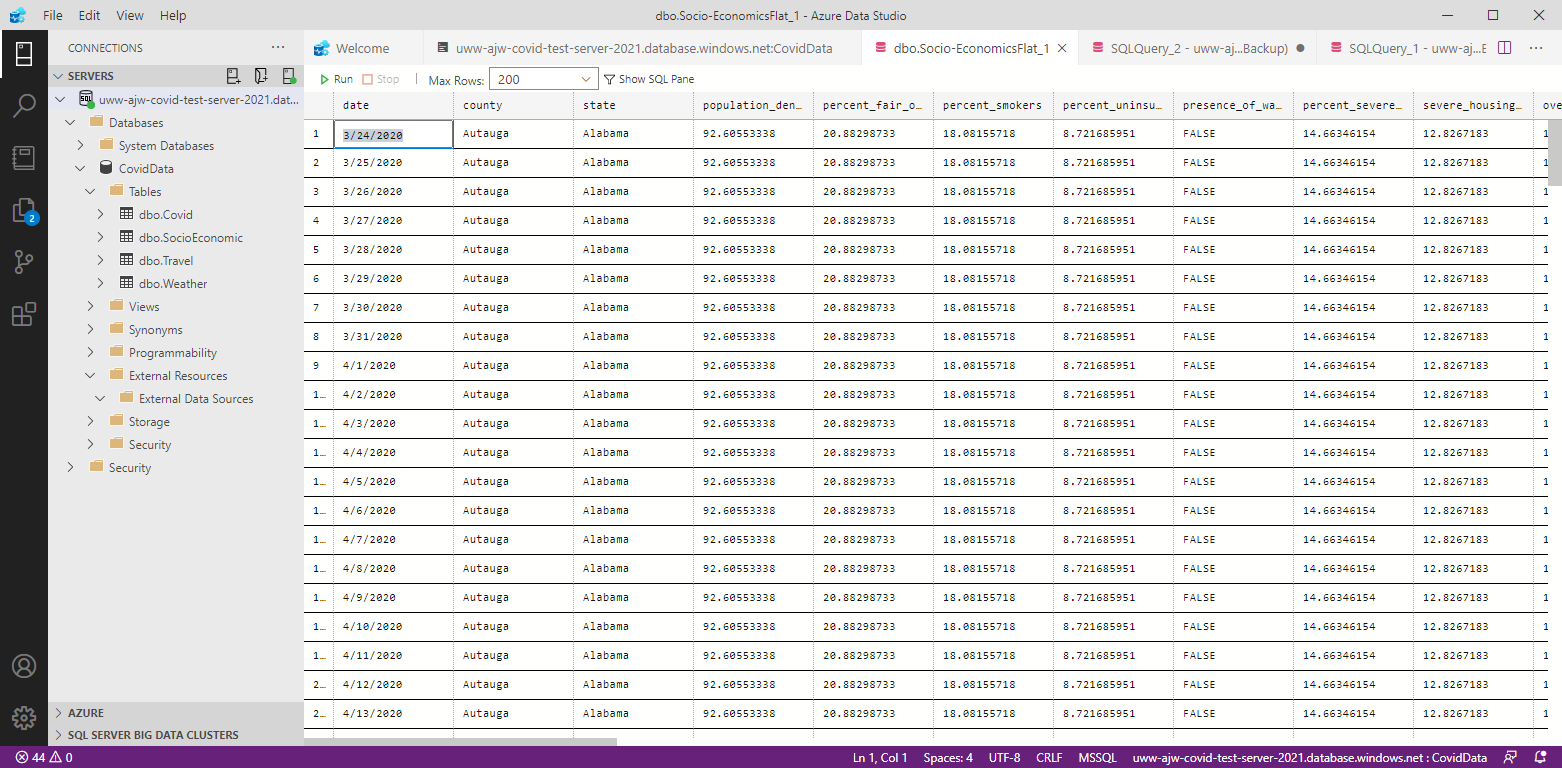 File Edit View Help
dbo.Socio-EconomicsFlat_1 - Azure Data Studio
CONNECTIONS
Welcome
uww-ajw-covid-test-server-2021.database.windows.net:CovidData
dbo.Socio-EconomicsFlat_1
SQLQuery_2 - uww-aj...Backup)
SQLQuery_1 - uww-aj...E
SERVERS
Run Stop Max Rows: 200 Show SQL Pane
SQL uww-ajw-covid-test-server-2021.dat...
Databases
System Databases
CovidData
Tables
dbo.Covid
dbo.SocioEconomic
dbo.Travel
dbo.Weather
Views
Synonyms
Programmability
External Resources
External Data Sources
Storage
Security
Security
2
AZURE
SQL SERVER BIG DATA CLUSTERS
date county state population_den... percent_fair_o... percent_smokers percent_uninsu... presence_of_wa... percent_severe... severe_housing... ove
1 3/24/2020 Autauga Alabama 92.60553338 20.88298733 18.08155718 8.721685951 FALSE 14.66346154 12.8267183 1
2 3/25/2020 Autauga Alabama 92.60553338 20.88298733 18.08155718 8.721685951 FALSE 14.66346154 12.8267183 1
3 3/26/2020 Autauga Alabama 92.60553338 20.88298733 18.08155718 8.721685951 FALSE 14.66346154 12.8267183 1
4 3/27/2020 Autauga Alabama 92.60553338 20.88298733 18.08155718 8.721685951 FALSE 14.66346154 12.8267183 1
5 3/28/2020 Autauga Alabama 92.60553338 20.88298733 18.08155718 8.721685951 FALSE 14.66346154 12.8267183 1
6 3/29/2020 Autauga Alabama 92.60553338 20.88298733 18.08155718 8.721685951 FALSE 14.66346154 12.8267183 1
7 3/30/2020 Autauga Alabama 92.60553338 20.88298733 18.08155718 8.721685951 FALSE 14.66346154 12.8267183 1
8 3/31/2020 Autauga Alabama 92.60553338 20.88298733 18.08155718 8.721685951 FALSE 14.66346154 12.8267183 1
9 4/1/2020 Autauga Alabama 92.60553338 20.88298733 18.08155718 8.721685951 FALSE 14.66346154 12.8267183 1
1... 4/2/2020 Autauga Alabama 92.60553338 20.88298733 18.08155718 8.721685951 FALSE 14.66346154 12.8267183 1
1... 4/3/2020 Autauga Alabama 92.60553338 20.88298733 18.08155718 8.721685951 FALSE 14.66346154 12.8267183 1
1... 4/4/2020 Autauga Alabama 92.60553338 20.88298733 18.08155718 8.721685951 FALSE 14.66346154 12.8267183 1
1... 4/5/2020 Autauga Alabama 92.60553338 20.88298733 18.08155718 8.721685951 FALSE 14.66346154 12.8267183 1
1... 4/6/2020 Autauga Alabama 92.60553338 20.88298733 18.08155718 8.721685951 FALSE 14.66346154 12.8267183 1
1... 4/7/2020 Autauga Alabama 92.60553338 20.88298733 18.08155718 8.721685951 FALSE 14.66346154 12.8267183 1
1... 4/8/2020 Autauga Alabama 92.60553338 20.88298733 18.08155718 8.721685951 FALSE 14.66346154 12.8267183 1
1... 4/9/2020 Autauga Alabama 92.60553338 20.88298733 18.08155718 8.721685951 FALSE 14.66346154 12.8267183 1
1... 4/10/2020 Autauga Alabama 92.60553338 20.88298733 18.08155718 8.721685951 FALSE 14.66346154 12.8267183 1
1... 4/11/2020 Autauga Alabama 92.60553338 20.88298733 18.08155718 8.721685951 FALSE 14.66346154 12.8267183 1
2... 4/12/2020 Autauga Alabama 92.60553338 20.88298733 18.08155718 8.721685951 FALSE 14.66346154 12.8267183 1
2... 4/13/2020 Autauga Alabama 92.60553338 20.88298733 18.08155718 8.721685951 FALSE 14.66346154 12.8267183 1
44 0 Ln 1, Col 1 Spaces: 4 UTF-8 CRLF MSSQL uww-ajw-covid-test-server-2021.database.windows.net : CovidData